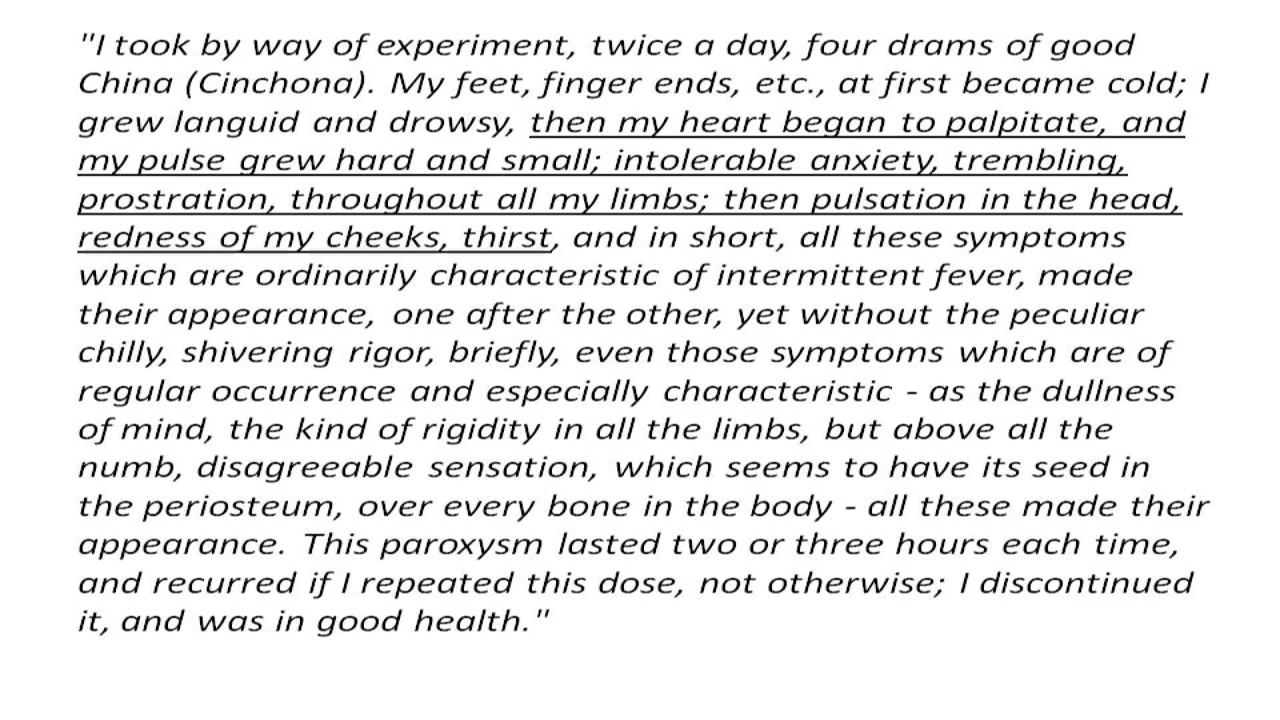 "I took by way of experiment, twice a day, four drams of good
China (Cinchona). My feet, finger ends, etc., at first became cold; I
grew languid and drowsy, then my heart began to palpitate, and
my pulse grew hard and small; intolerable anxiety, trembling,
prostration, throughout all my limbs; then pulsation in the head,
redness of my cheeks, thirst, and in short, all these symptoms
which are ordinarily characteristic of intermittent fever, made
their appearance, one after the other, yet without the peculiar
chilly, shivering rigor, briefly, even those symptoms which are of
regular occurrence and especially characteristic - as the dullness
of mind, the kind of rigidity in all the limbs, but above all the
numb, disagreeable sensation, which seems to have its seed in
the periosteum, over every bone in the body - all these made their
appearance. This paroxysm lasted two or three hours each time,
and recurred if I repeated this dose, not otherwise; I discontinued
it, and was in good health."